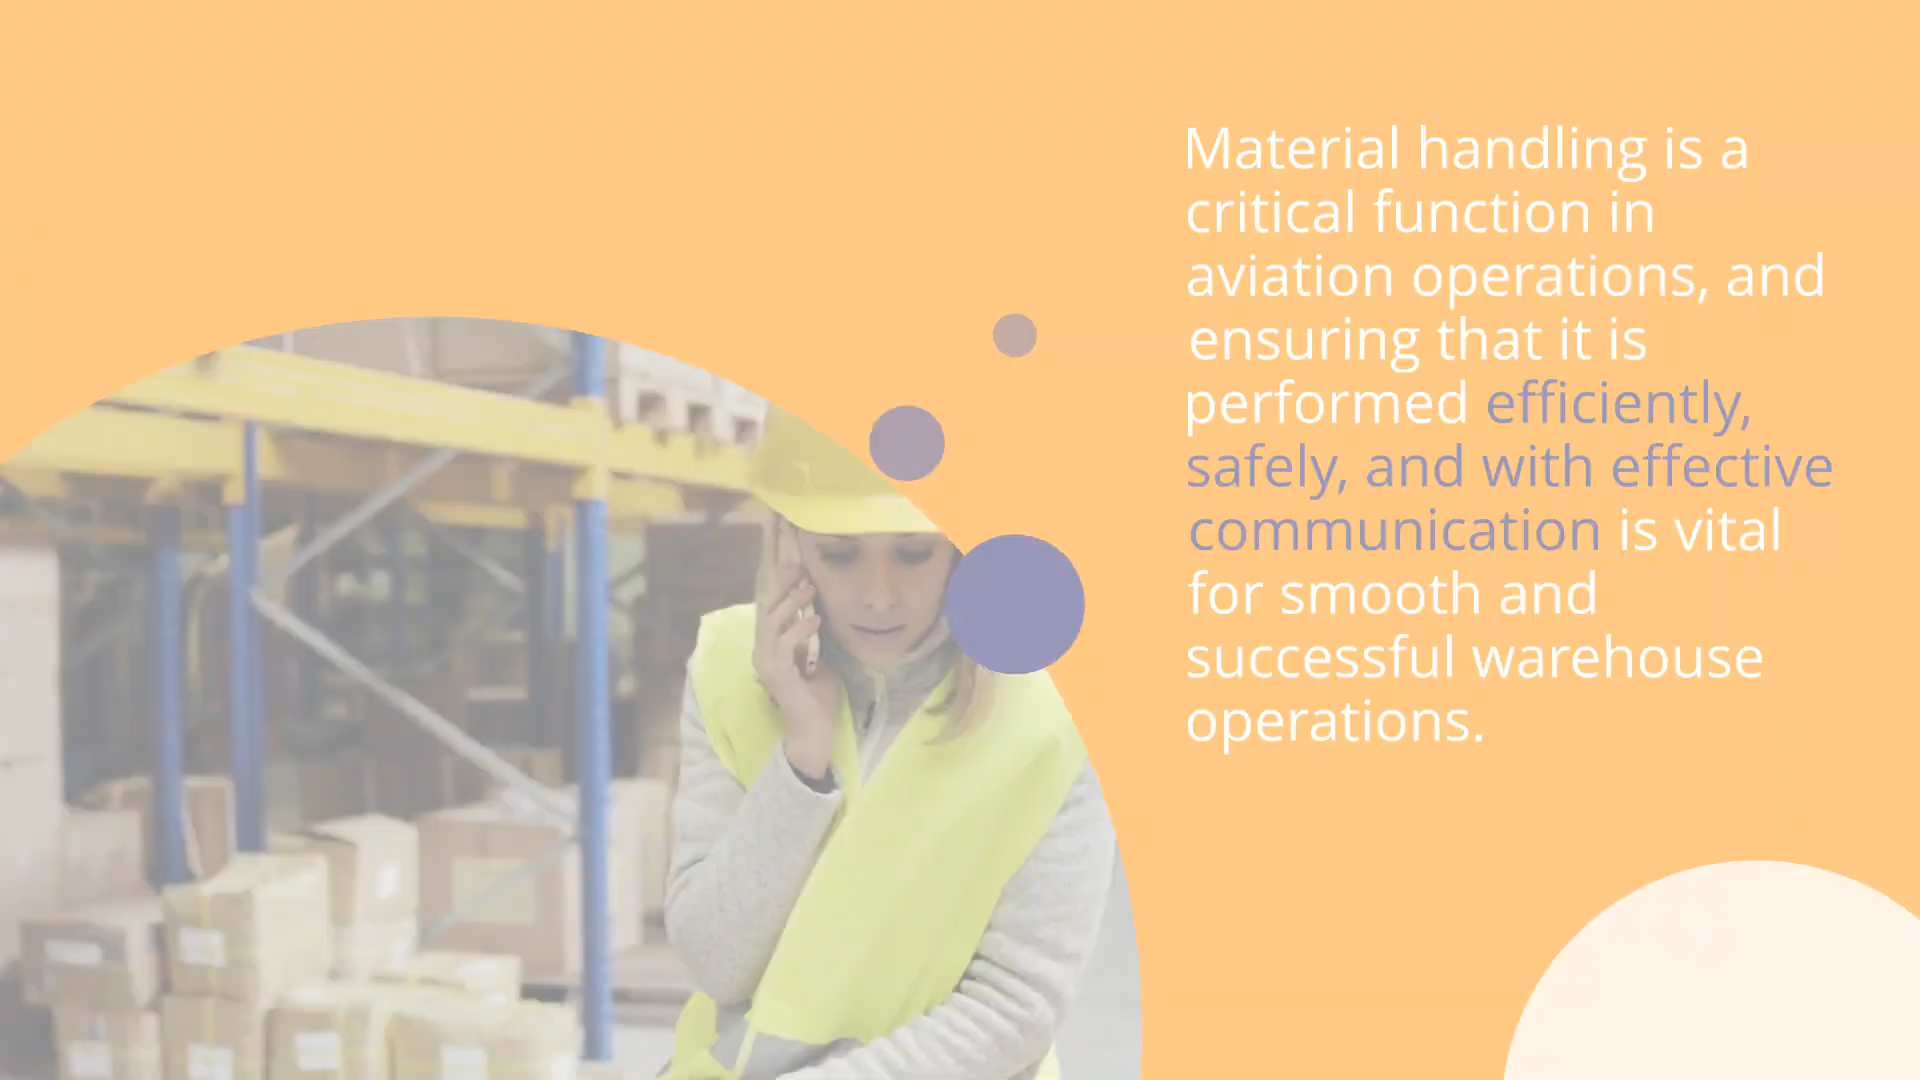 Material handling is a
critical function in
aviation operations, and
ensuring that it is
performed efficiently,
safely, and with effective
communication is vital
for smooth and
successful warehouse
operations.